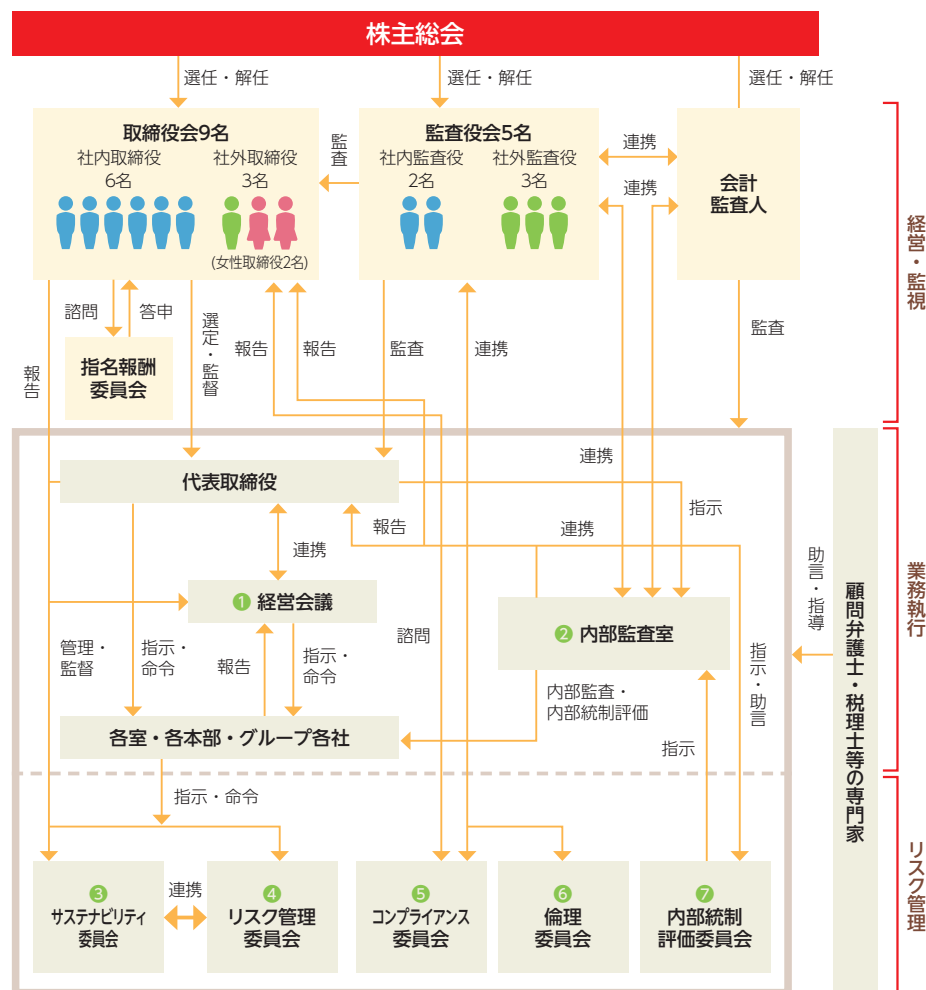 株主総会
選任・解任
選任・解任
選任・解任
取締役会9名
社内取締役
6名
社外取締役
3名
(女性取締役2名)
監査
監査役会5名
社内監査役
2名
社外監査役
3名
連携
連携
会計
監査人
経営・監視
諮問
答申
指名報酬
委員会
報告
選定・監督
報告
報告
監査
連携
監査
代表取締役
連携
指示
報告
連携
連携
❶ 経営会議
❷ 内部監査室
管理・
監督
指示・
命令
報告
指示・
命令
諮問
内部監査・
内部統制評価
指示
指示・助言
助言・指導
顧問弁護士・税理士等の専門家
業務執行
各室・各本部・グループ各社
指示・命令
❸
サステナビリティ
委員会
連携
❹
リスク管理
委員会
❺
コンプライアンス
委員会
❻
倫理
委員会
❼
内部統制
評価委員会
リスク管理